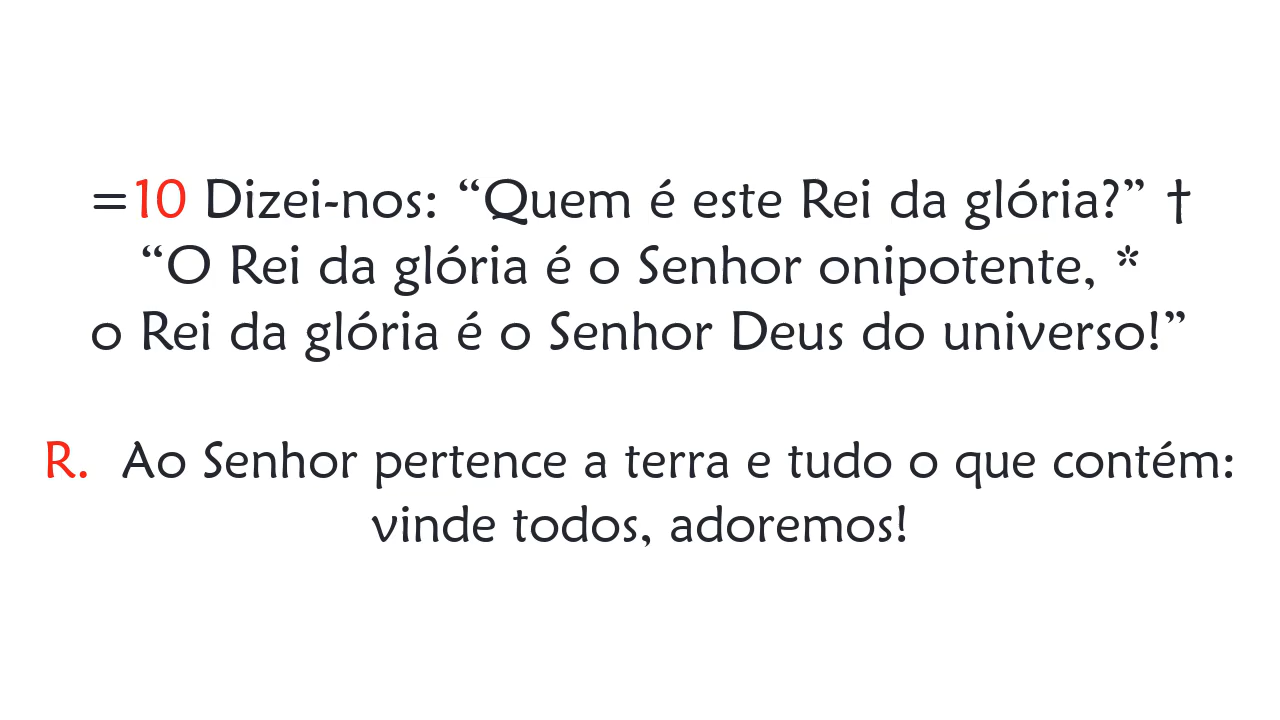 =10 Dizei-nos: “Quem é este Rei da glória?” †
“O Rei da glória é o Senhor onipotente, *
o Rei da glória é o Senhor Deus do universo!”
R. Ao Senhor pertence a terra e tudo o que contém:
vinde todos, adoremos!